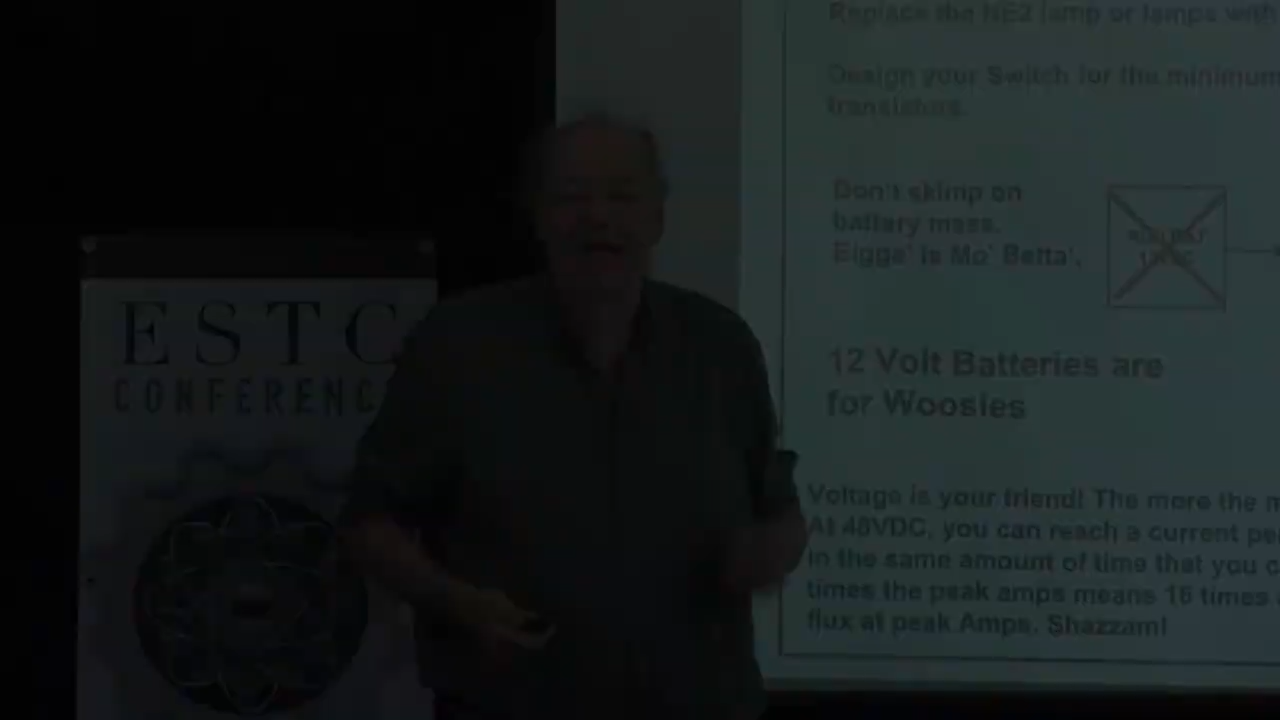 ESTC
CONFERENC
Replace the NE2 lamp or lamps with
Design your Switch for the minimum
transistors.
Don't skimp on
battery mass.
Bigga' is Mo' Betta'.
12 Volt Batteries are
for Woosies
Voltage is your friend! The more the
At 48VDC, you can reach a current
in the same amount of time that you
times the peak amps means 16 times
flux at peak Amps. Shazzam!